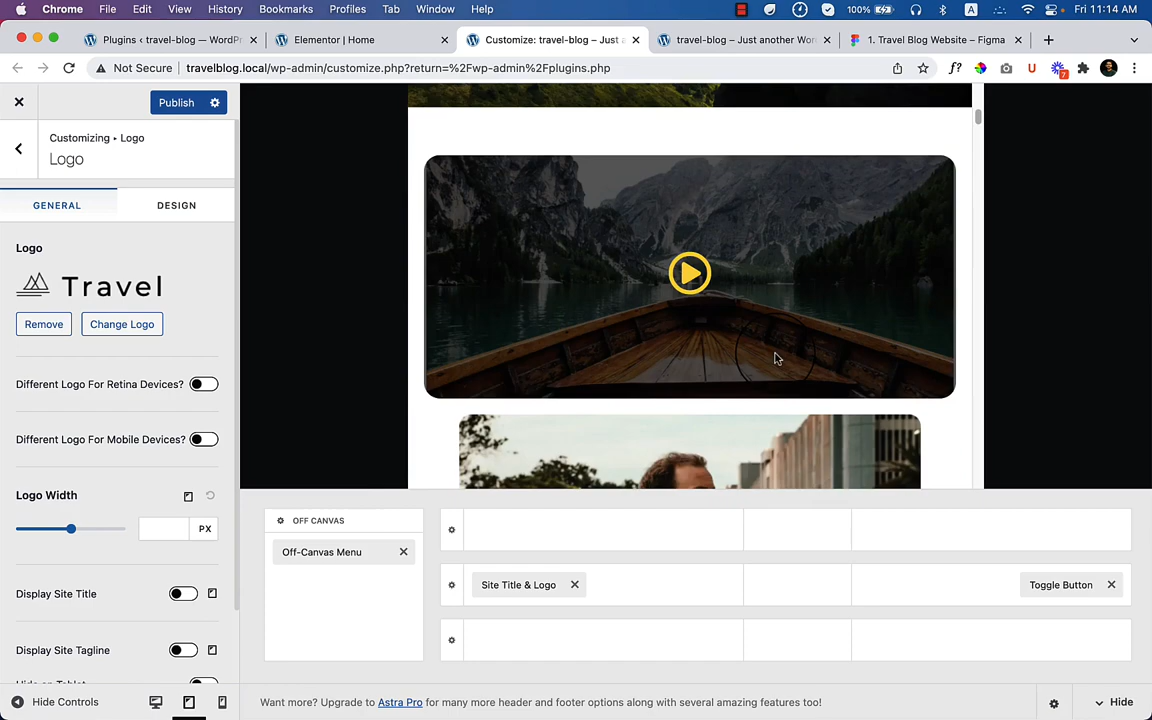 Chrome File Edit View History Bookmarks Profiles Tab Window Help 100% A Fri 11:14 AM
Plugins ‹ travel-blog — WordPr
Elementor | Home
Customize: travel-blog – Just a
travel-blog – Just another Wor
1. Travel Blog Website – Figma
Not Secure travelblog.local/wp-admin/customize.php?return=%2Fwp-admin%2Fplugins.php f? U 7
Publish
Customizing ▸ Logo
Logo
GENERAL DESIGN
Logo
Travel
Remove Change Logo
Different Logo For Retina Devices?
Different Logo For Mobile Devices?
Logo Width
PX
Display Site Title
Display Site Tagline
Hide on Tablet
Hide Controls
OFF CANVAS
Off-Canvas Menu
Site Title & Logo
Toggle Button
Want more? Upgrade to Astra Pro for many more header and footer options along with several amazing features too!
Hide